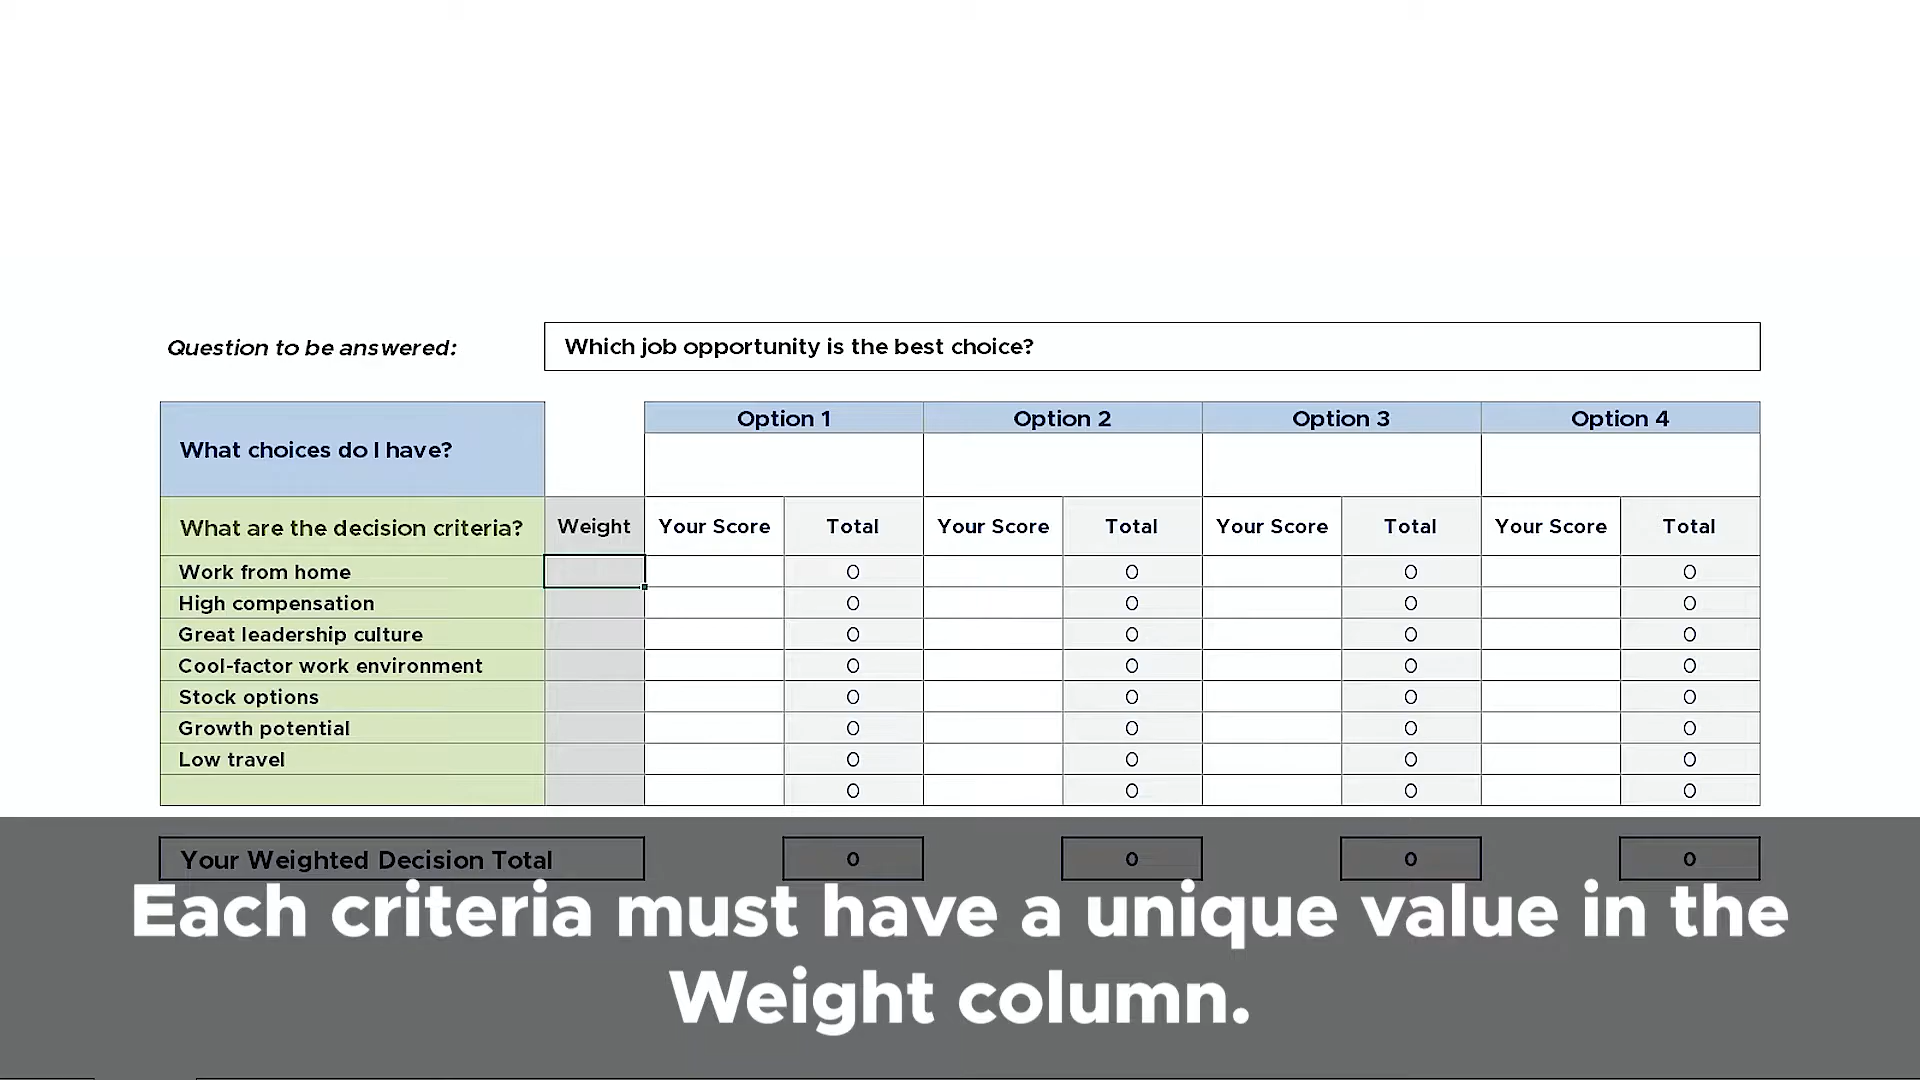 Question to be answered: Which job opportunity is the best choice?
What choices do I have? Option 1 Option 2 Option 3 Option 4
What are the decision criteria? Weight Your Score Total Your Score Total Your Score Total Your Score Total
Work from home 0 0 0 0
High compensation 0 0 0 0
Great leadership culture 0 0 0 0
Cool-factor work environment 0 0 0 0
Stock options 0 0 0 0
Growth potential 0 0 0 0
Low travel 0 0 0 0
0 0 0 0
Your Weighted Decision Total 0 0 0 0
Each criteria must have a unique value in the
Weight column.